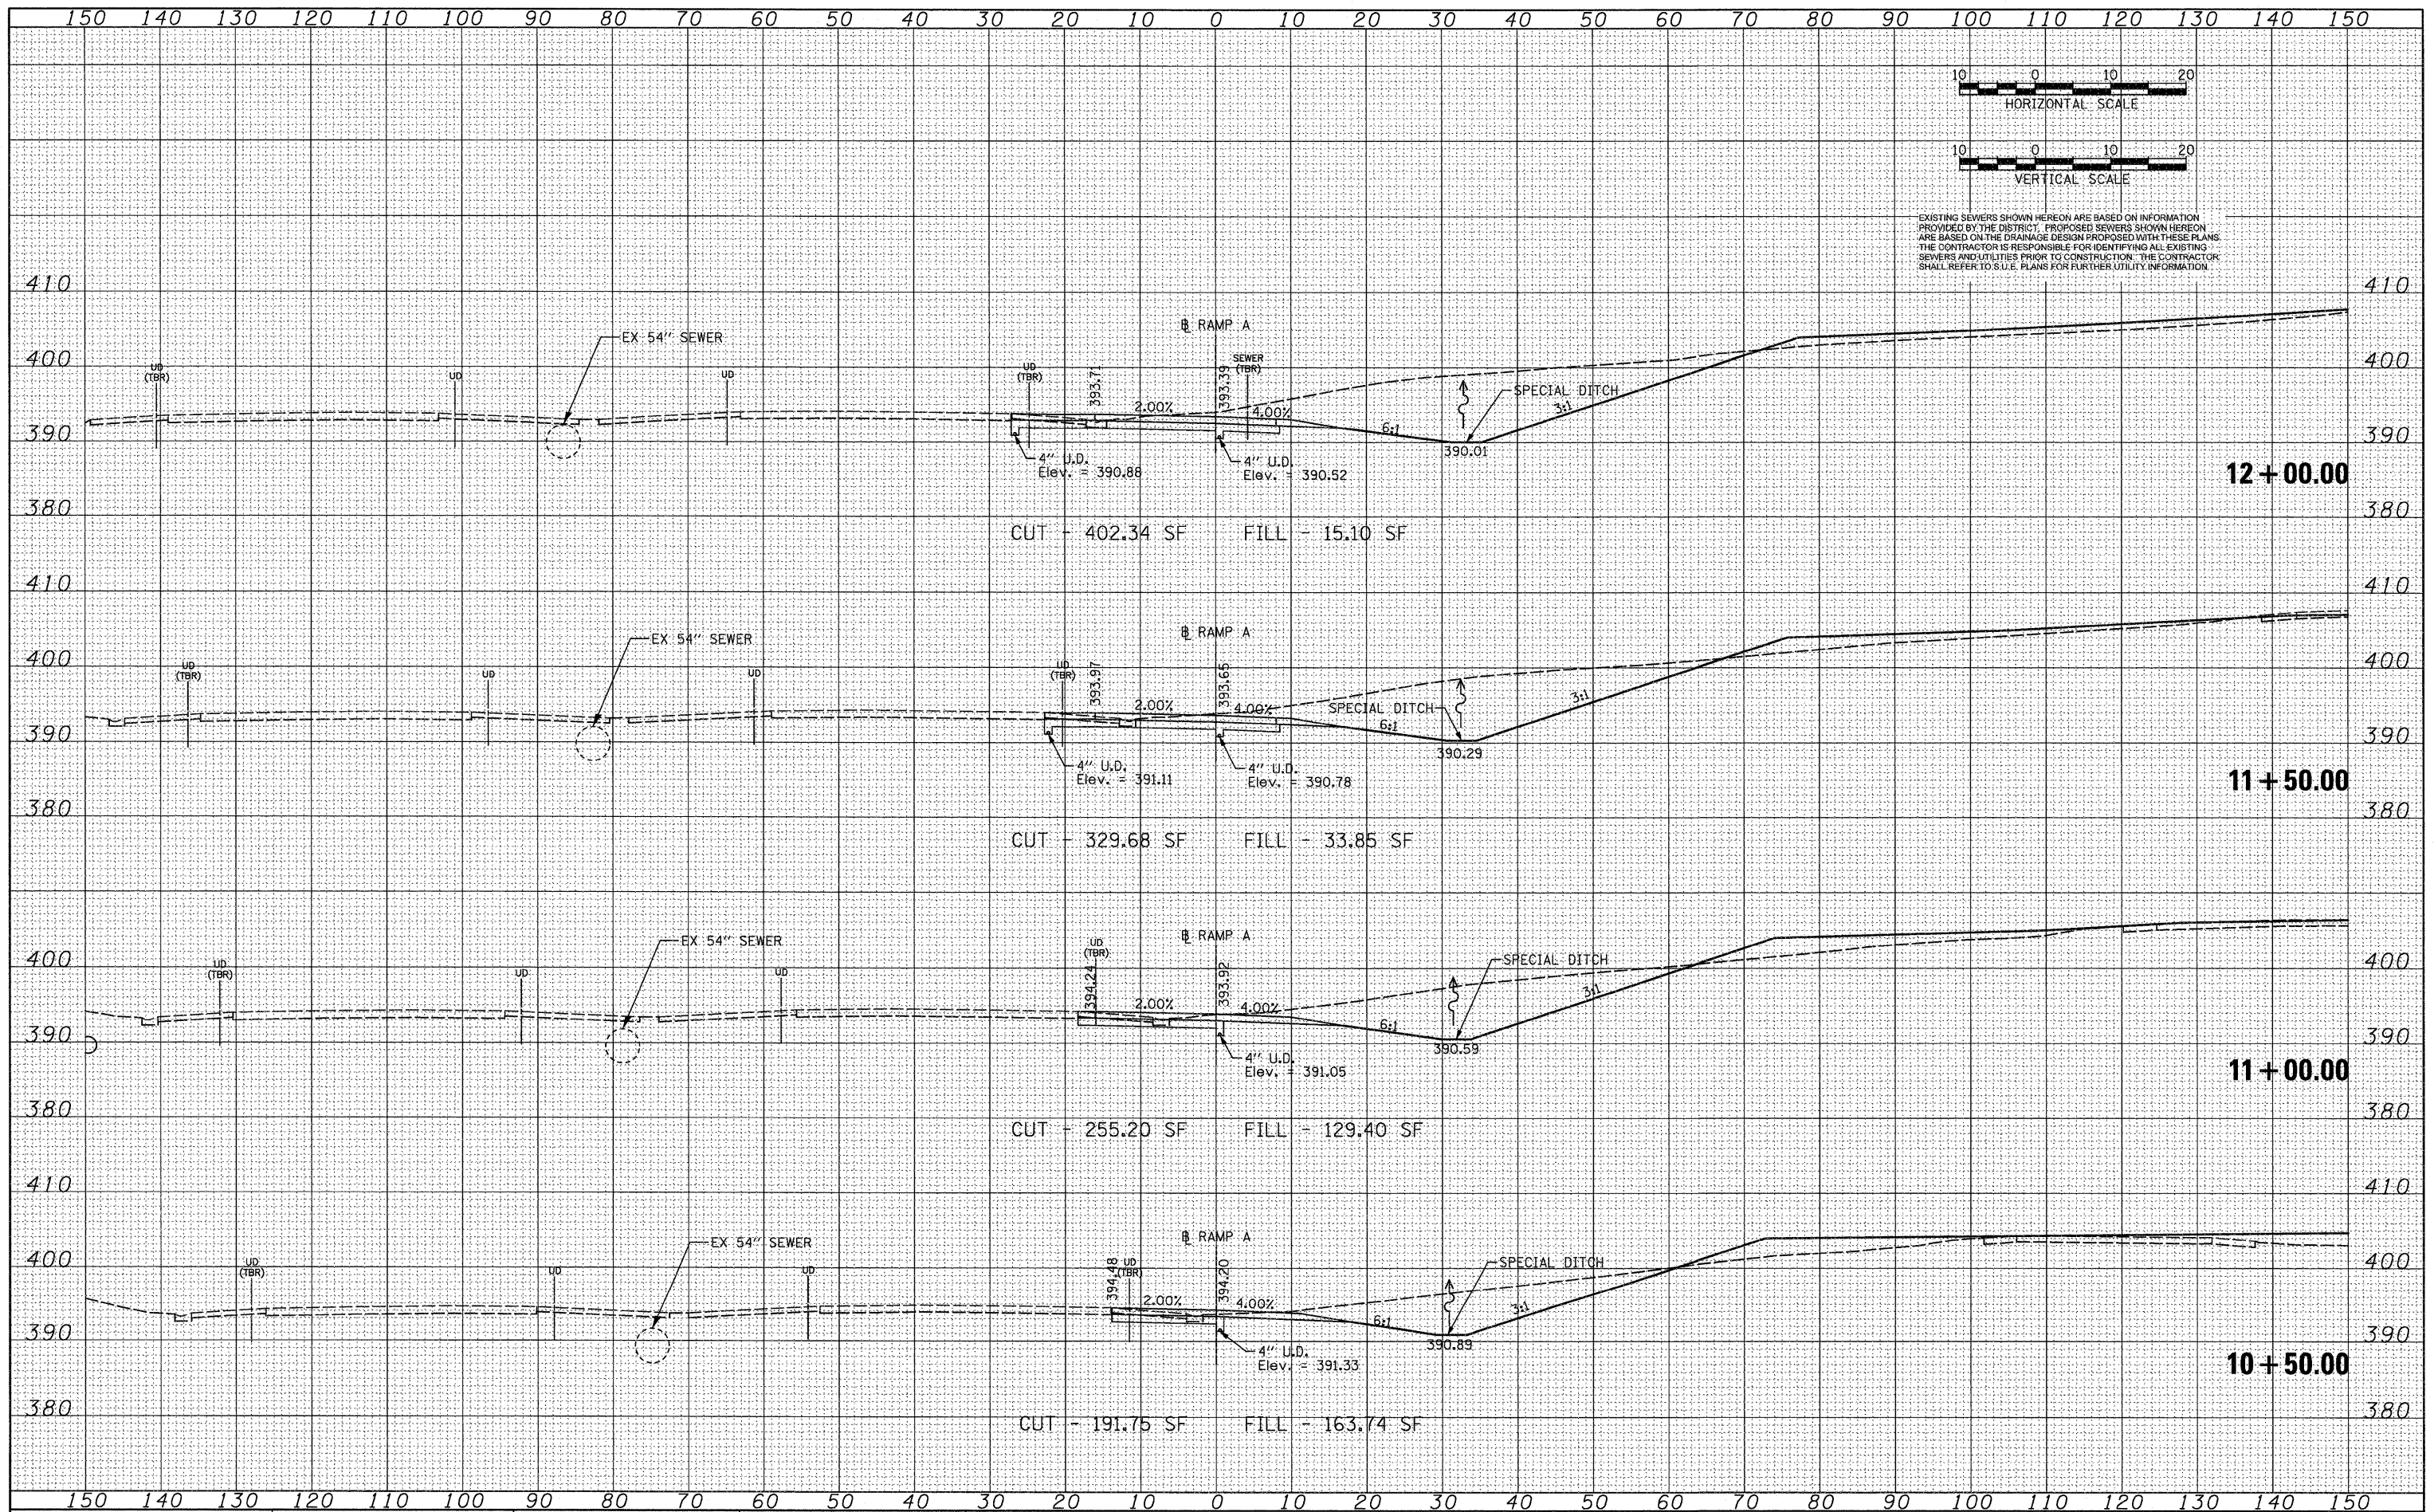 150 140 130 120 110 100 90 80 70 60 50 40 30 20 10 0 10 20 30 40 50 60 70 80 90 100 110 120 130 140 150
10 0 10 20
HORIZONTAL SCALE
10 0 10 20
VERTICAL SCALE
EXISTING SEWERS SHOWN HEREON ARE BASED ON INFORMATION
PROVIDED BY THE DISTRICT. PROPOSED SEWERS SHOWN HEREON
ARE BASED ON THE DRAINAGE DESIGN PROPOSED WITH THESE PLANS.
THE CONTRACTOR IS RESPONSIBLE FOR IDENTIFYING ALL EXISTING
SEWERS AND UTILITIES PRIOR TO CONSTRUCTION. THE CONTRACTOR
SHALL REFER TO S.U.E. PLANS FOR FURTHER UTILITY INFORMATION.
410 410
℄ RAMP A
EX 54" SEWER
400 400
UD
(TBR)
UD
UD
UD
(TBR)
393.71
393.39
SEWER
(TBR)
SPECIAL DITCH
2.00% 4.00%
6:1
3:1
390 390
390.01
4" U.D.
Elev. = 390.88
4" U.D.
Elev. = 390.52
12+00.00
380 380
CUT - 402.34 SF FILL - 15.10 SF
410 410
℄ RAMP A
EX 54" SEWER
400 400
UD
(TBR)
UD
UD
UD
(TBR)
393.97
393.65
SPECIAL DITCH
2.00% 4.00%
6:1
3:1
390 390
390.29
4" U.D.
Elev. = 391.11
4" U.D.
Elev. = 390.78
11+50.00
380 380
CUT - 329.68 SF FILL - 33.85 SF
℄ RAMP A
EX 54" SEWER
400 400
UD
(TBR)
UD
UD
UD
(TBR)
394.24
393.92
SPECIAL DITCH
2.00% 4.00%
6:1
3:1
390 390
390.59
4" U.D.
Elev. = 391.05
11+00.00
380 380
CUT - 255.20 SF FILL - 129.40 SF
410 410
℄ RAMP A
EX 54" SEWER
400 400
UD
(TBR)
UD
UD
394.48
UD
(TBR)
394.20
SPECIAL DITCH
2.00% 4.00%
6:1
3:1
390 390
390.89
4" U.D.
Elev. = 391.33
10+50.00
380 380
CUT - 191.75 SF FILL - 163.74 SF
150 140 130 120 110 100 90 80 70 60 50 40 30 20 10 0 10 20 30 40 50 60 70 80 90 100 110 120 130 140 150